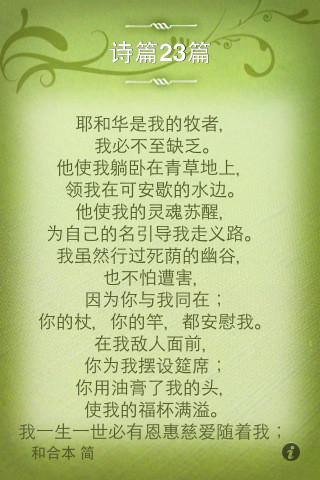 诗篇23篇
耶和华是我的牧者，
我必不至缺乏。
他使我躺卧在青草地上，
领我在可安歇的水边。
他使我的灵魂苏醒，
为自己的名引导我走义路。
我虽然行过死荫的幽谷，
也不怕遭害，
因为你与我同在；
你的杖，你的竿，都安慰我。
在我敌人面前，
你为我摆设筵席；
你用油膏了我的头，
使我的福杯满溢。
我一生一世必有恩惠慈爱随着我；
和合本 简
i